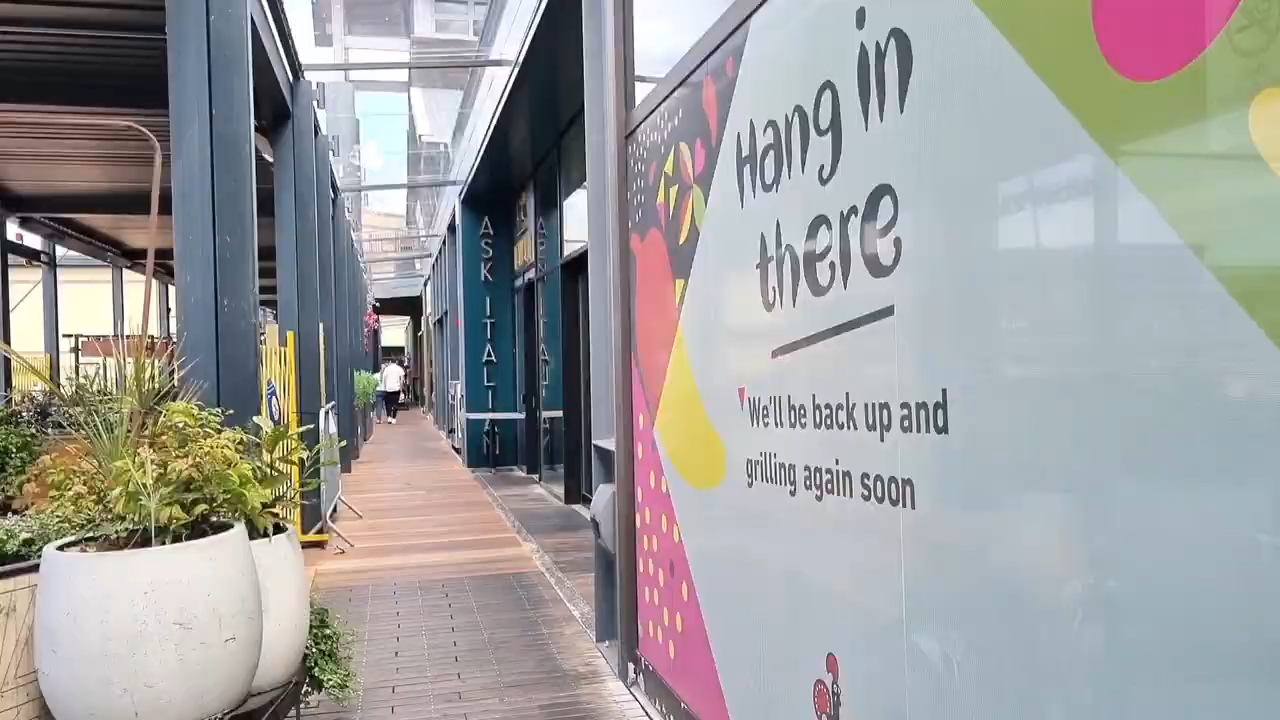 Hang in
there
We'll be back up and
grilling again soon
ASK ITALIAN